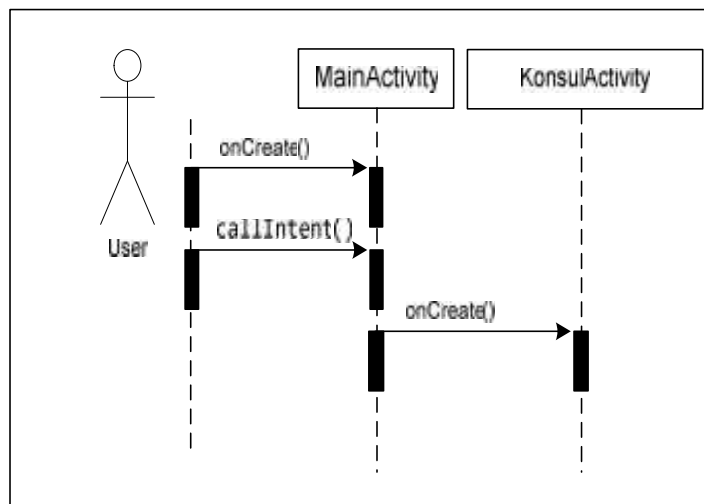 MainActivity
KonsulActivity
onCreate()
callIntent()
User
onCreate()